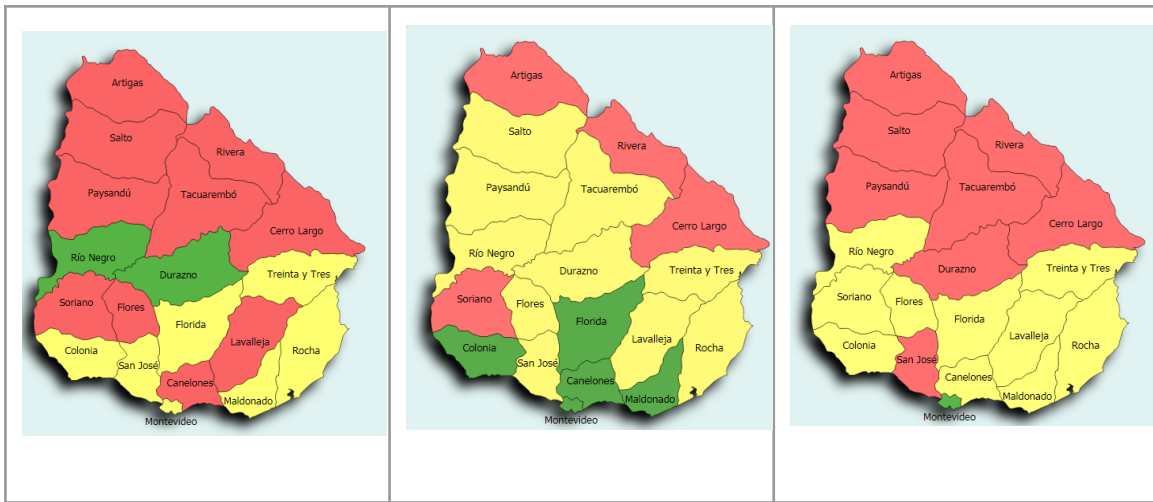 Artigas
Salto
Rivera
Paysandú
Tacuarembó
Cerro Largo
Río Negro
Durazno
Treinta y Tres
Soriano
Flores
Florida
Lavalleja
Colonia
San José
Rocha
Canelones
Maldonado
Montevideo
Artigas
Salto
Rivera
Paysandú
Tacuarembó
Cerro Largo
Río Negro
Durazno
Treinta y Tres
Soriano
Flores
Florida
Lavalleja
Colonia
Rocha
San José
Canelones
Maldonado
Montevideo
Artigas
Salto
Rivera
Paysandú
Tacuarembó
Cerro Largo
Río Negro
Durazno
Treinta y Tres
Soriano
Flores
Florida
Lavalleja
Colonia
Rocha
San José
Canelones
Maldonado
Montevideo